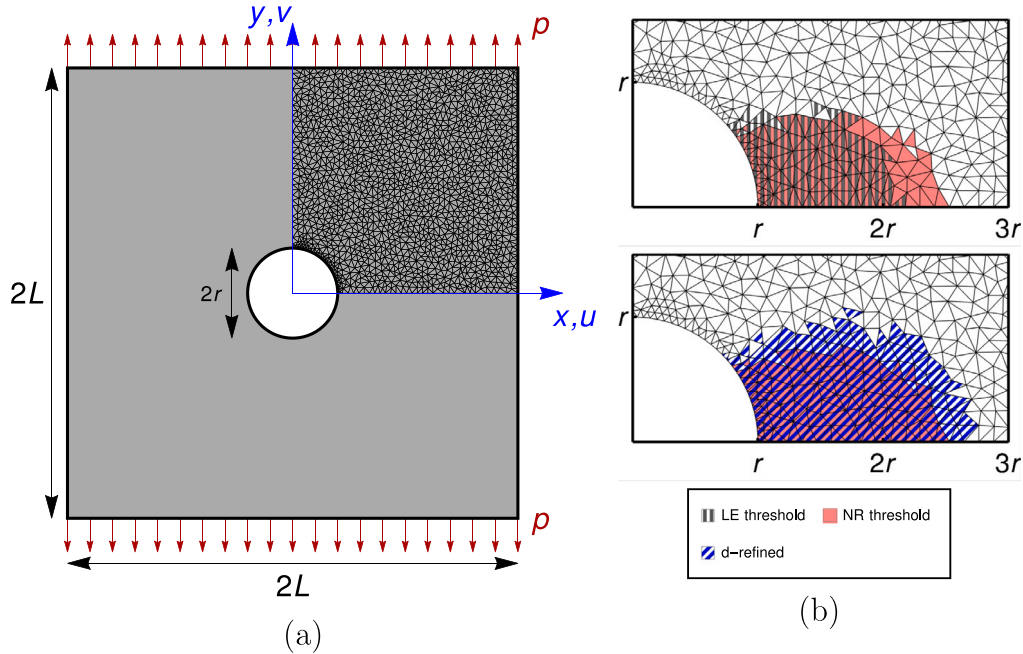 y,v
p
2L
2r
x,u
p
2L
(a)
r
r
2r
3r
r
r
2r
3r
LE threshold
NR threshold
d-refined
(b)